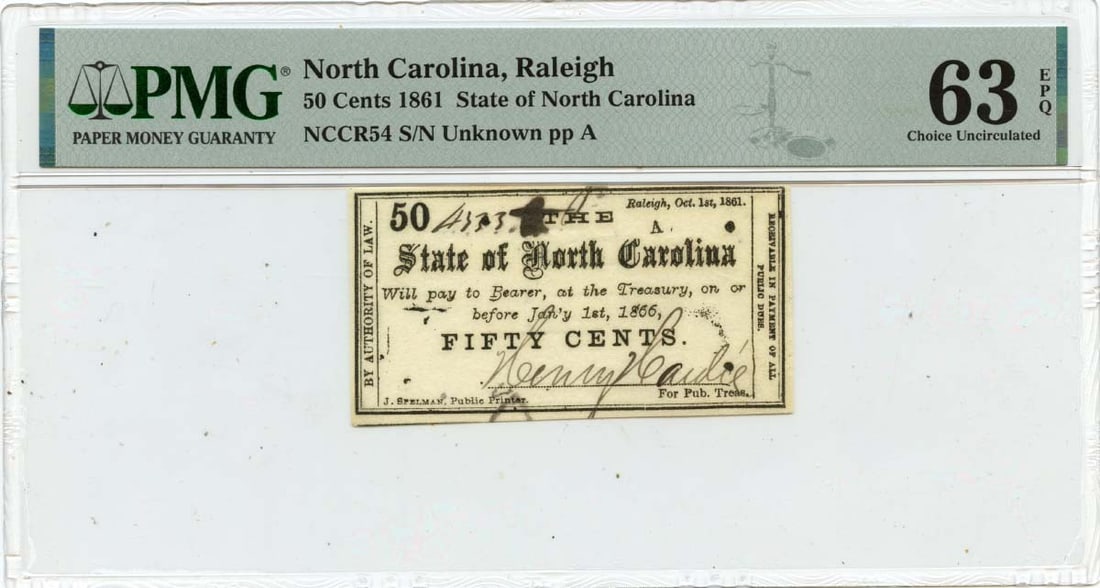 PMG®
PAPER MONEY GUARANTY
North Carolina, Raleigh
50 Cents 1861 State of North Carolina
NCCR54 S/N Unknown pp A
63
EPQ
Choice Uncirculated
50
Raleigh, Oct. 1st, 1861.
THE
A
State of North Carolina
Will pay to Bearer, at the Treasury, on or
before Jan'y 1st, 1866,
FIFTY CENTS.
Henry Hardie
For Pub. Treas.
J. SPELMAN, Public Printer.
BY AUTHORITY OF LAW.
RECEIVABLE IN PAYMENT OF ALL
PUBLIC DUES.